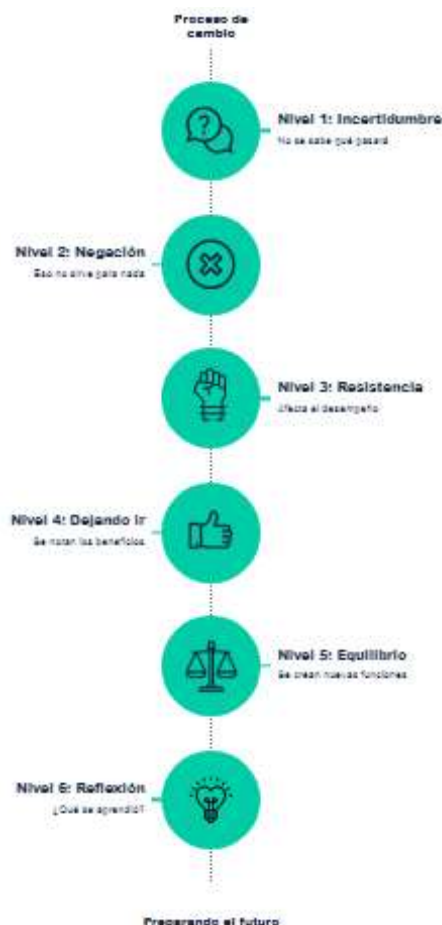 Proceso de
cambio
?
Nivel 1: Incertidumbre
No se sabe qué pasará
Nivel 2: Negación
Eso no sirve para nada
Nivel 3: Resistencia
Afecta el desempeño
Nivel 4: Dejando ir
Se notan los beneficios
Nivel 5: Equilibrio
Se crean nuevas funciones
Nivel 6: Reflexión
¿Qué se aprendió?
Preparando el futuro